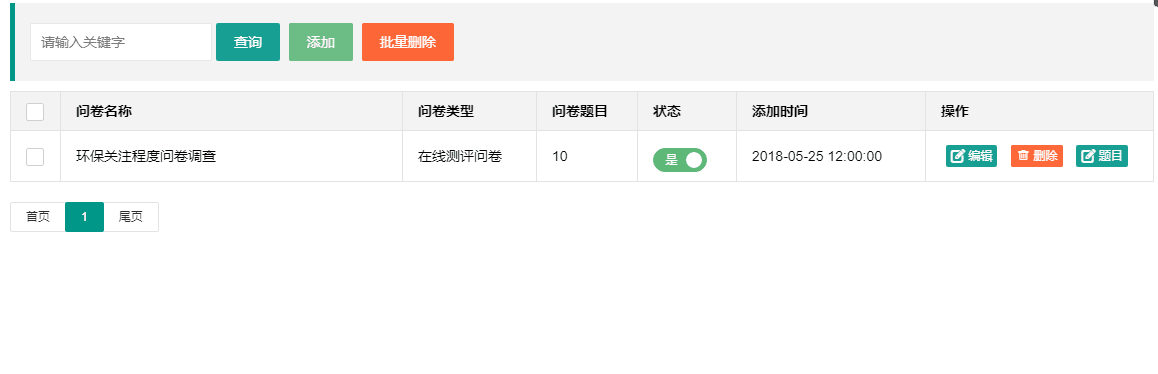 请输入关键字 查询 添加 批量删除
问卷名称 问卷类型 问卷题目 状态 添加时间 操作
环保关注程度问卷调查 在线测评问卷 10 是 2018-05-25 12:00:00 编辑 删除 题目
首页 1 尾页